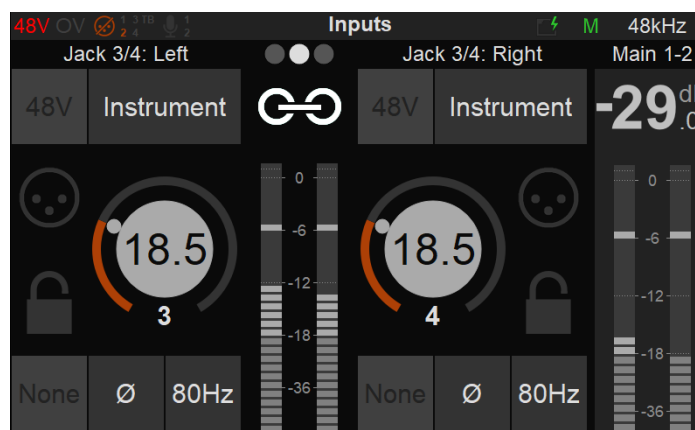 48V OV 1 2 3 4 TB 1 2 Inputs M 48kHz
Jack 3/4: Left Jack 3/4: Right Main 1-2
48V Instrument 48V Instrument -29 .0
0 0
-6 -6
18.5 18.5
-12 -12
3 4
-18 -18
None Ø 80Hz -36 None Ø 80Hz -36